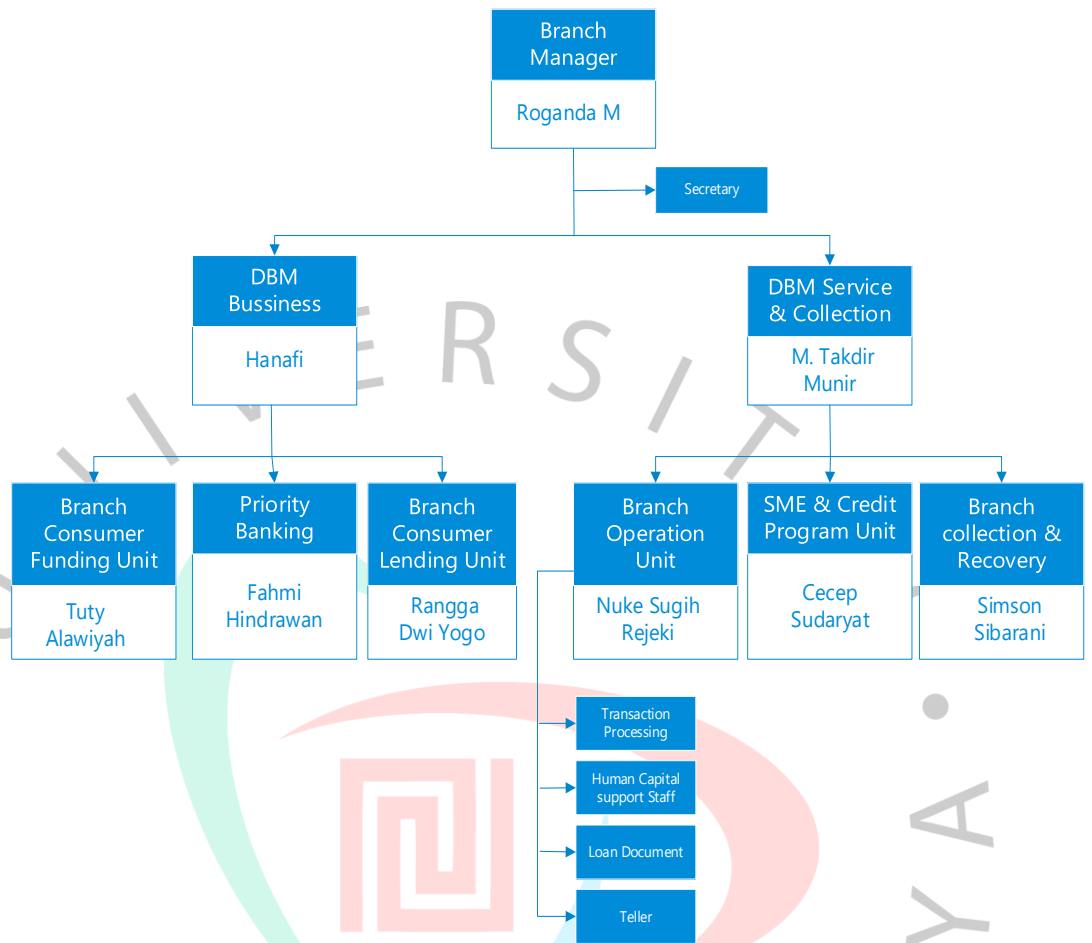 Branch
Manager
Roganda M
Secretary
DBM
Bussiness
Hanafi
DBM Service
& Collection
M. Takdir
Munir
Branch
Consumer
Funding Unit
Tuty
Alawiyah
Priority
Banking
Fahmi
Hindrawan
Branch
Consumer
Lending Unit
Rangga
Dwi Yogo
Branch
Operation
Unit
Nuke Sugih
Rejeki
SME & Credit
Program Unit
Cecep
Sudaryat
Branch
collection &
Recovery
Simson
Sibarani
Transaction
Processing
Human Capital
support Staff
Loan Document
Teller